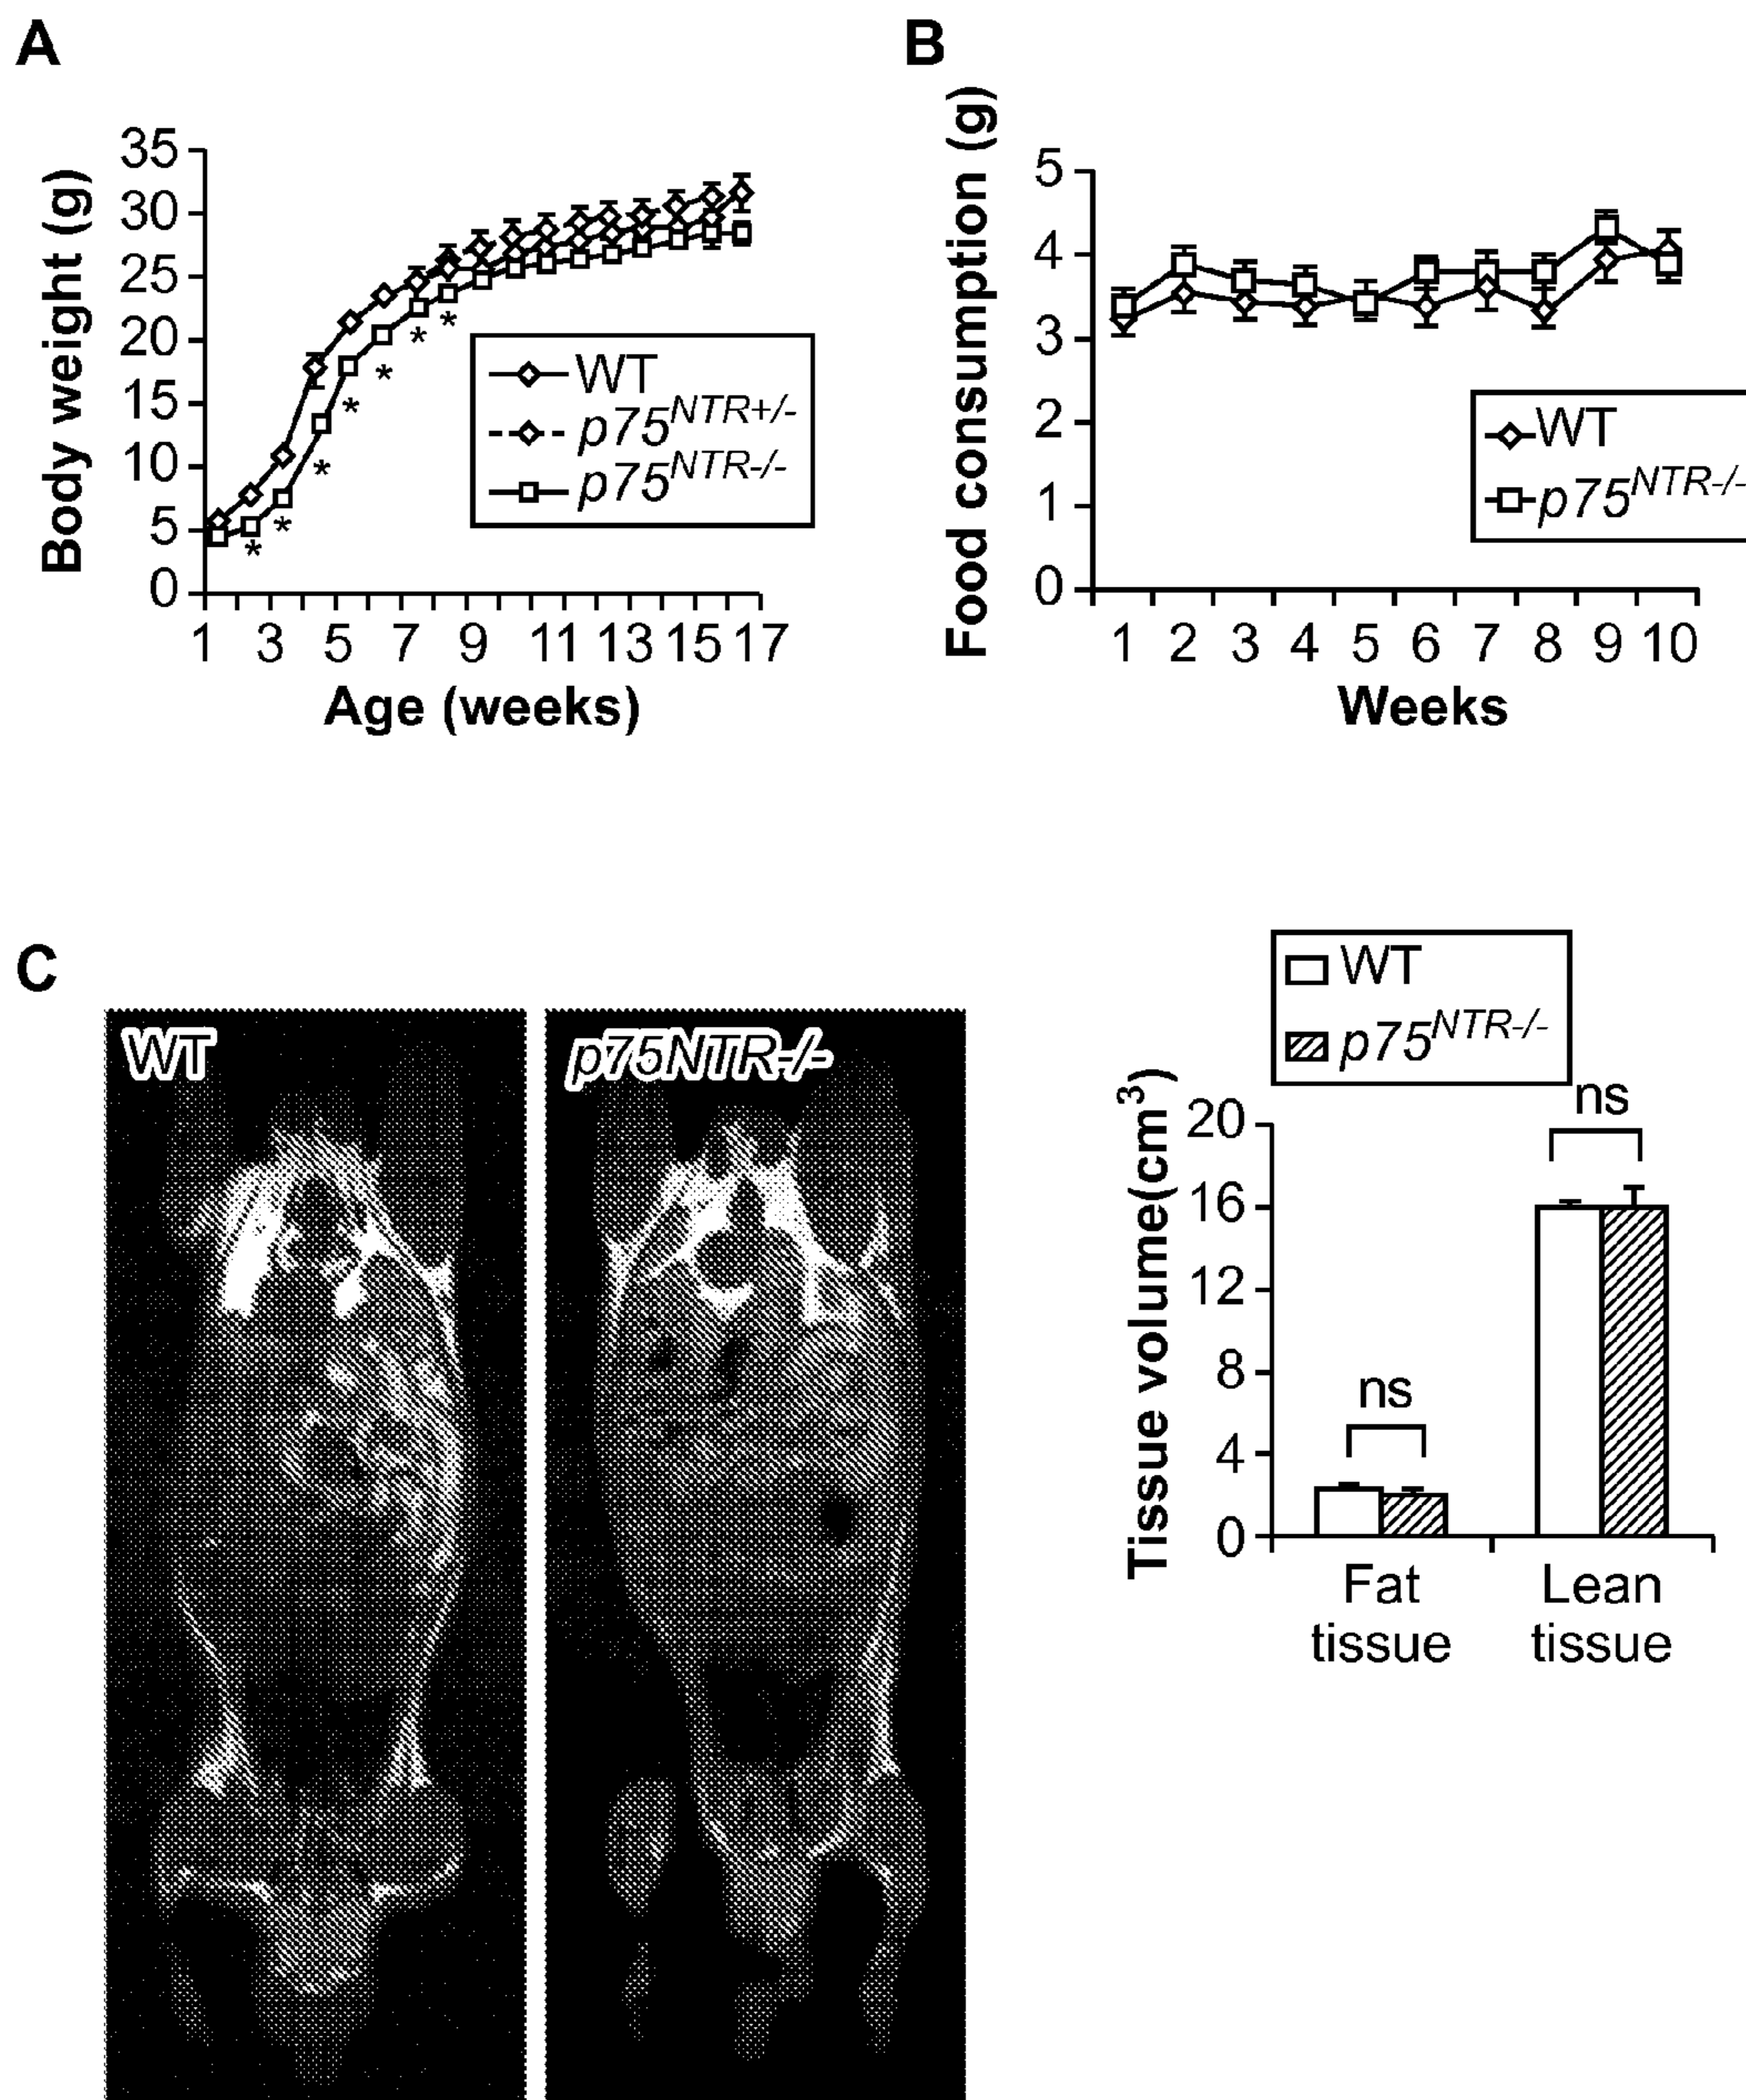 A
Body weight (g)
35
30
25
20
15
10
5
0
1 3 5 7 9 11 13 15 17
Age (weeks)
* * * * * * *
WT
p75NTR+/-
p75NTR-/-
B
Food consumption (g)
5
4
3
2
1
0
1 2 3 4 5 6 7 8 9 10
Weeks
WT
p75NTR-/-
C
WT
p75NTR-/-
WT
p75NTR-/-
Tissue volume(cm3)
20
16
12
8
4
0
ns
ns
Fat
tissue
Lean
tissue